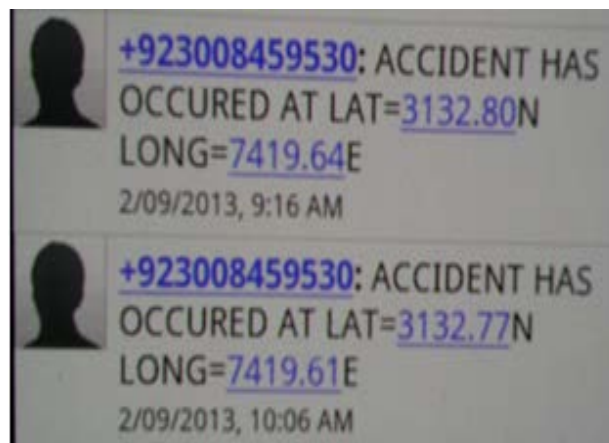 +923008459530: ACCIDENT HAS
OCCURED AT LAT=3132.80N
LONG=7419.64E
2/09/2013, 9:16 AM
+923008459530: ACCIDENT HAS
OCCURED AT LAT=3132.77N
LONG=7419.61E
2/09/2013, 10:06 AM